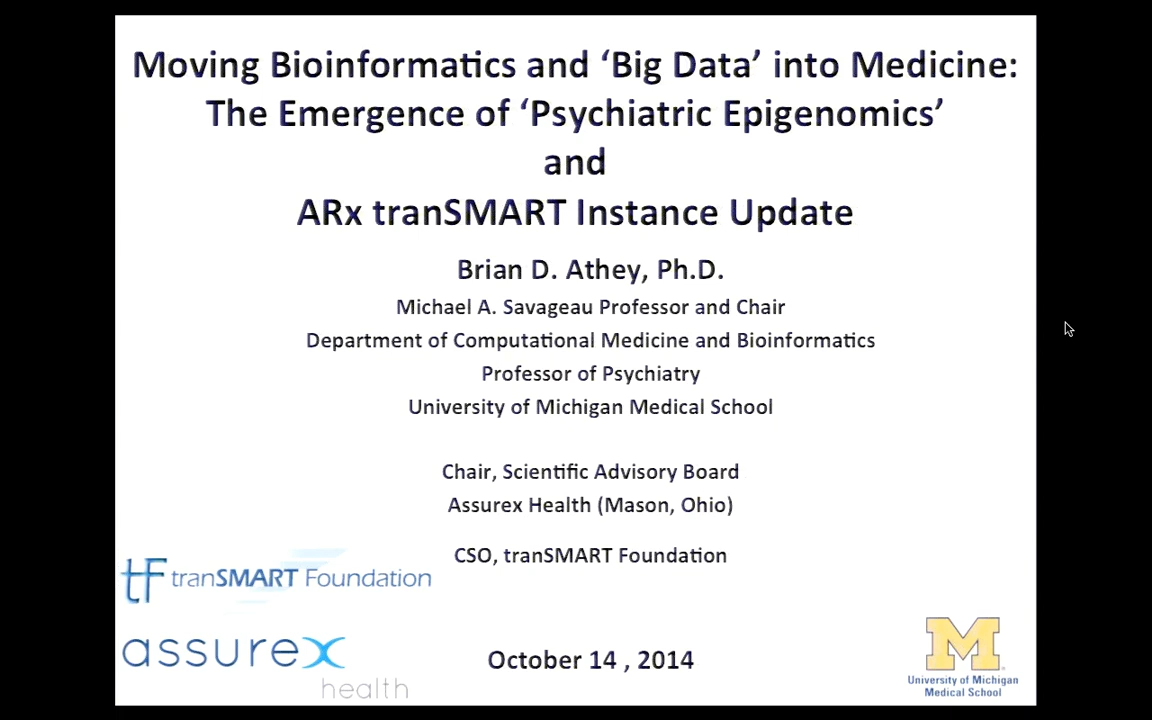 Moving Bioinformatics and ‘Big Data’ into Medicine:
The Emergence of ‘Psychiatric Epigenomics’
and
ARx tranSMART Instance Update
Brian D. Athey, Ph.D.
Michael A. Savageau Professor and Chair
Department of Computational Medicine and Bioinformatics
Professor of Psychiatry
University of Michigan Medical School
Chair, Scientific Advisory Board
Assurex Health (Mason, Ohio)
CSO, tranSMART Foundation
tF tranSMART Foundation
assurex
health
October 14 , 2014
M
University of Michigan
Medical School